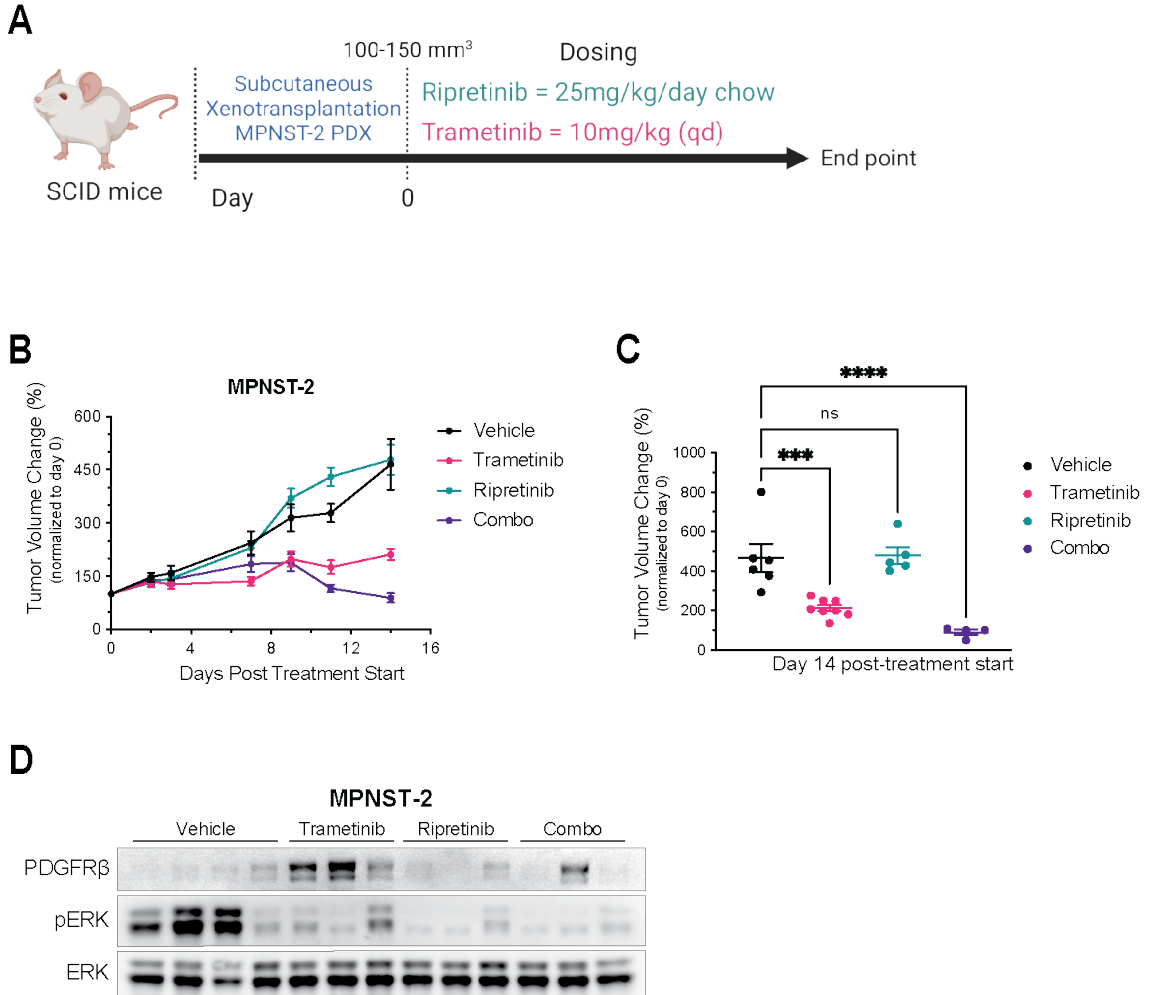 A
100-150 mm³
Dosing
Subcutaneous
Xenotransplantation
MPNST-2 PDX
Ripretinib = 25mg/kg/day chow
Trametinib = 10mg/kg (qd)
End point
SCID mice
Day
0
B
MPNST-2
Tumor Volume Change (%)
(normalized to day 0)
600
450
300
150
0
0 4 8 12 16
Days Post Treatment Start
Vehicle
Trametinib
Ripretinib
Combo
C
****
ns
***
Tumor Volume Change (%)
(normalized to day 0)
1000
800
600
400
200
0
Day 14 post-treatment start
Vehicle
Trametinib
Ripretinib
Combo
D
MPNST-2
Vehicle Trametinib Ripretinib Combo
PDGFRβ
pERK
ERK